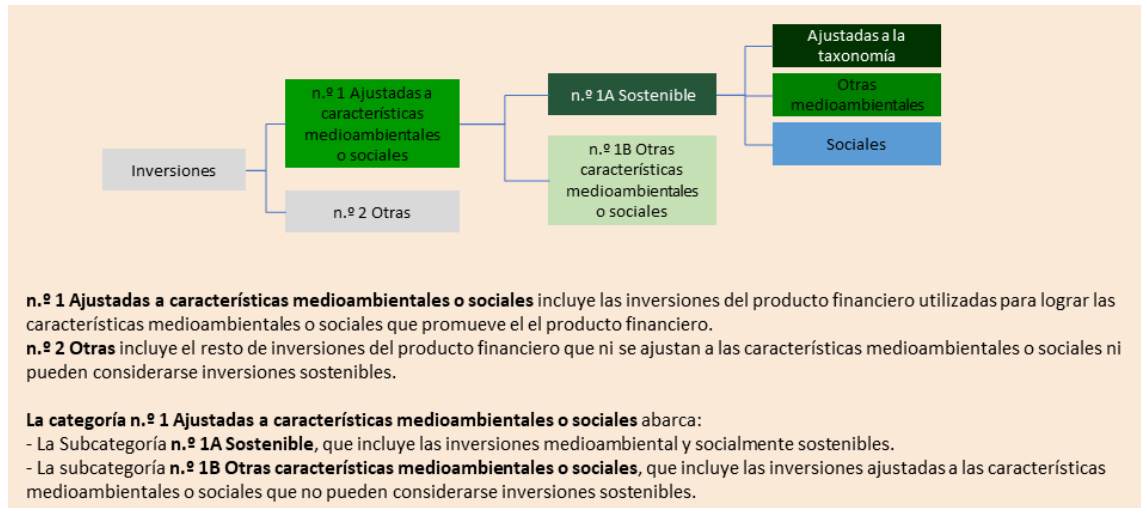 Ajustadas a la
taxonomía
n.º 1 Ajustadas a
características
medioambientales
o sociales
n.º 1A Sostenible
Otras
medioambientales
Sociales
n.º 1B Otras
características
medioambientales
o sociales
Inversiones
n.º 2 Otras
n.º 1 Ajustadas a características medioambientales o sociales incluye las inversiones del producto financiero utilizadas para lograr las
características medioambientales o sociales que promueve el el producto financiero.
n.º 2 Otras incluye el resto de inversiones del producto financiero que ni se ajustan a las características medioambientales o sociales ni
pueden considerarse inversiones sostenibles.
La categoría n.º 1 Ajustadas a características medioambientales o sociales abarca:
- La Subcategoría n.º 1A Sostenible, que incluye las inversiones medioambiental y socialmente sostenibles.
- La subcategoría n.º 1B Otras características medioambientales o sociales, que incluye las inversiones ajustadas a las características
medioambientales o sociales que no pueden considerarse inversiones sostenibles.